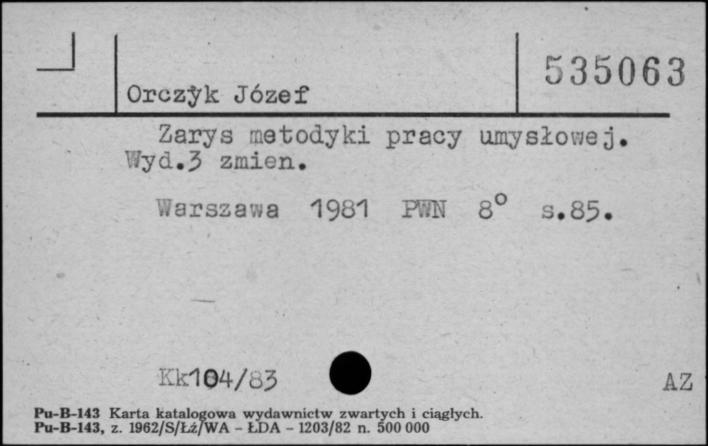 535063
Orczyk Józef
Zarys metodyki pracy umysłowej.
Wyd.3 zmien.
Warszawa 1981 PWN 8° s.85.
Kk104/83
AZ
Pu-B-143 Karta katalogowa wydawnictw zwartych i ciągłych.
Pu-B-143, z. 1962/S/Łź/WA - ŁDA - 1203/82 n. 500 000